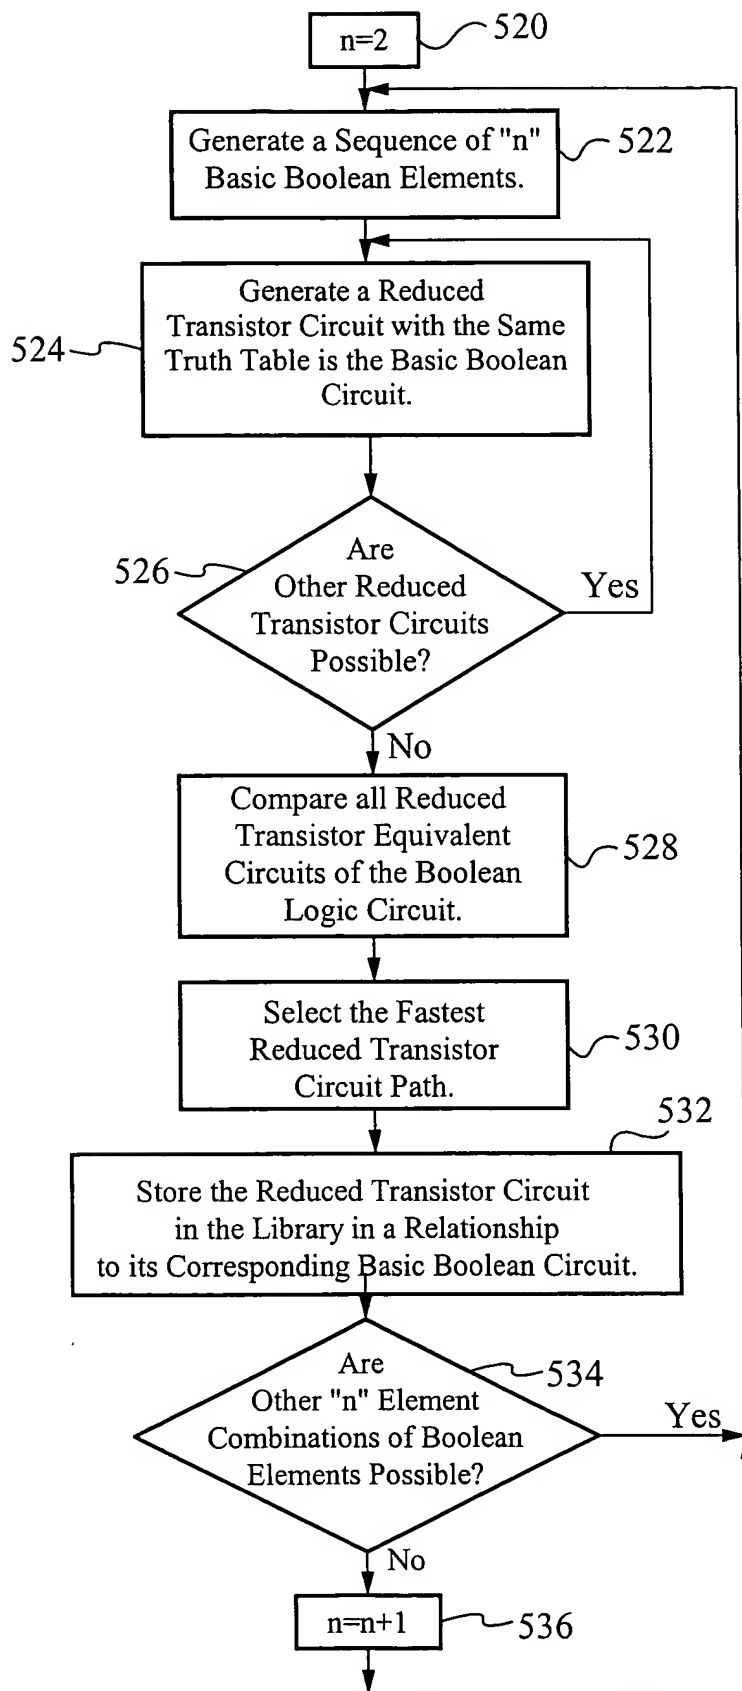 n=2
520
Generate a Sequence of "n"
Basic Boolean Elements.
522
Generate a Reduced
Transistor Circuit with the Same
Truth Table is the Basic Boolean
Circuit.
524
Are
Other Reduced
Transistor Circuits
Possible?
526
Yes
No
Compare all Reduced
Transistor Equivalent
Circuits of the Boolean
Logic Circuit.
528
Select the Fastest
Reduced Transistor
Circuit Path.
530
532
Store the Reduced Transistor Circuit
in the Library in a Relationship
to its Corresponding Basic Boolean Circuit.
Are
Other "n" Element
Combinations of Boolean
Elements Possible?
534
Yes
No
n=n+1
536